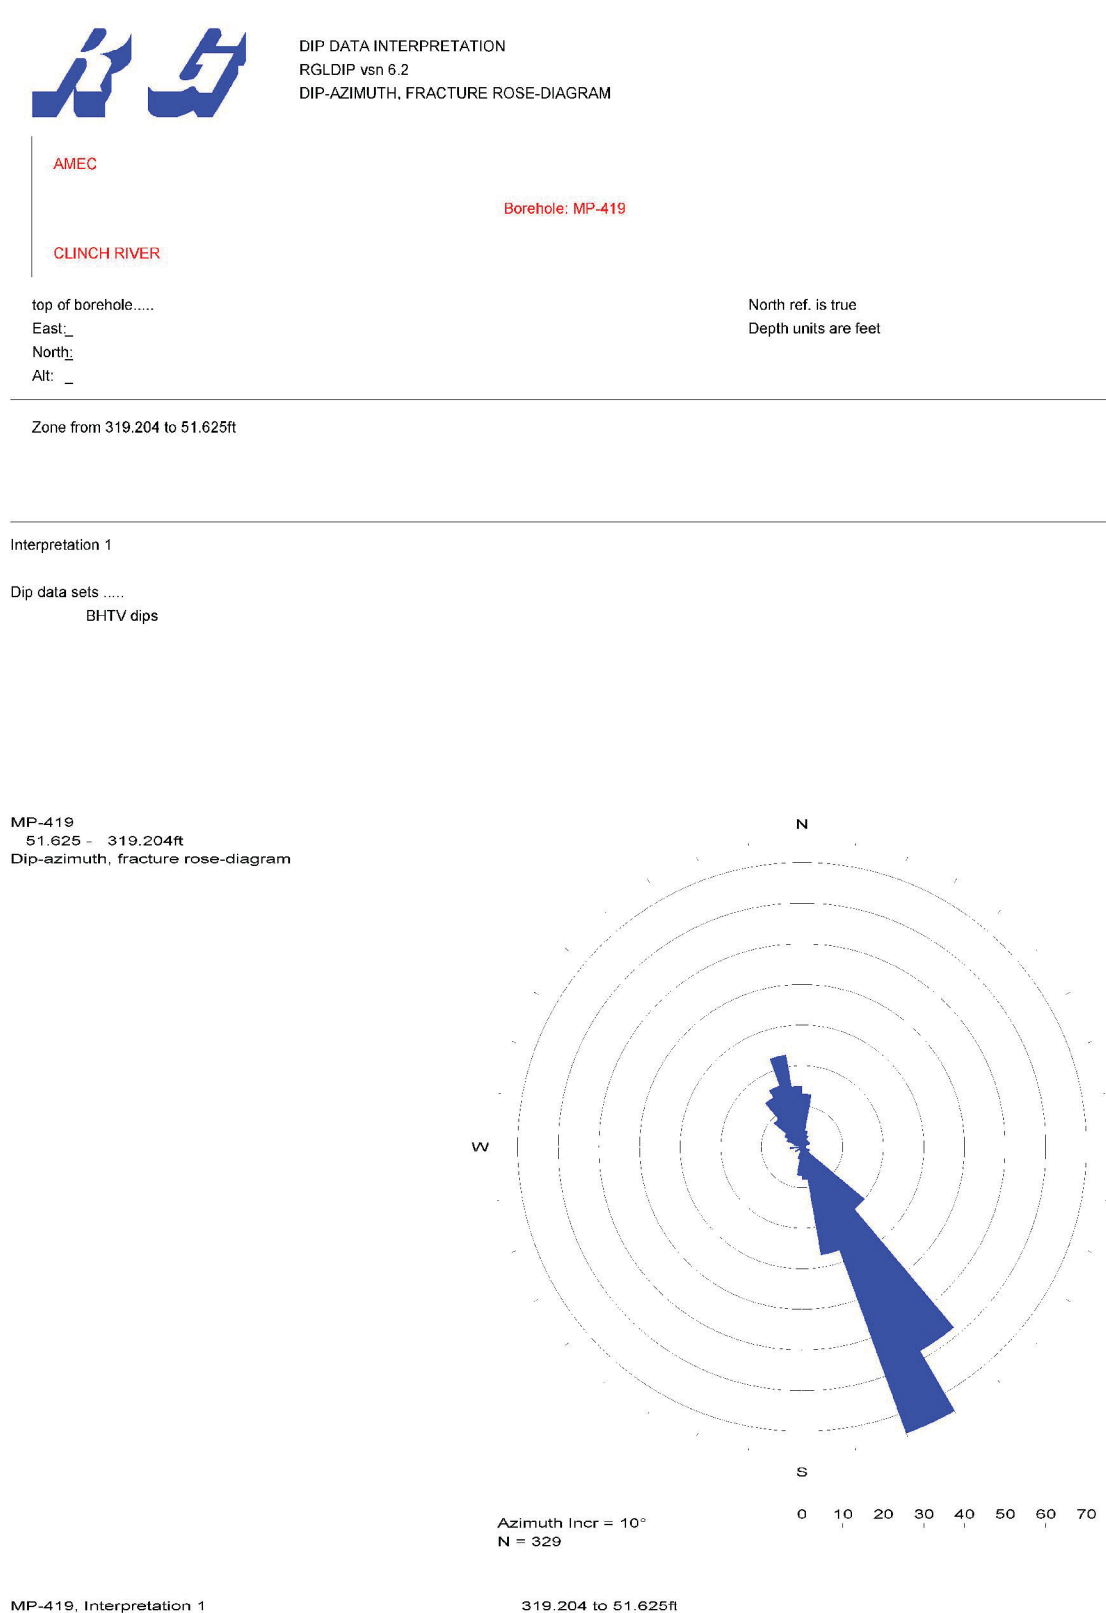 RG
DIP DATA INTERPRETATION
RGLDIP vsn 6.2
DIP-AZIMUTH, FRACTURE ROSE-DIAGRAM
AMEC
Borehole: MP-419
CLINCH RIVER
top of borehole.....
North ref. is true
East:_
Depth units are feet
North:_
Alt: _
Zone from 319.204 to 51.625ft
Interpretation 1
Dip data sets .....
BHTV dips
MP-419
51.625 - 319.204ft
Dip-azimuth, fracture rose-diagram
N
W
S
0 10 20 30 40 50 60 70
Azimuth Incr = 10°
N = 329
MP-419, Interpretation 1
319.204 to 51.625ft